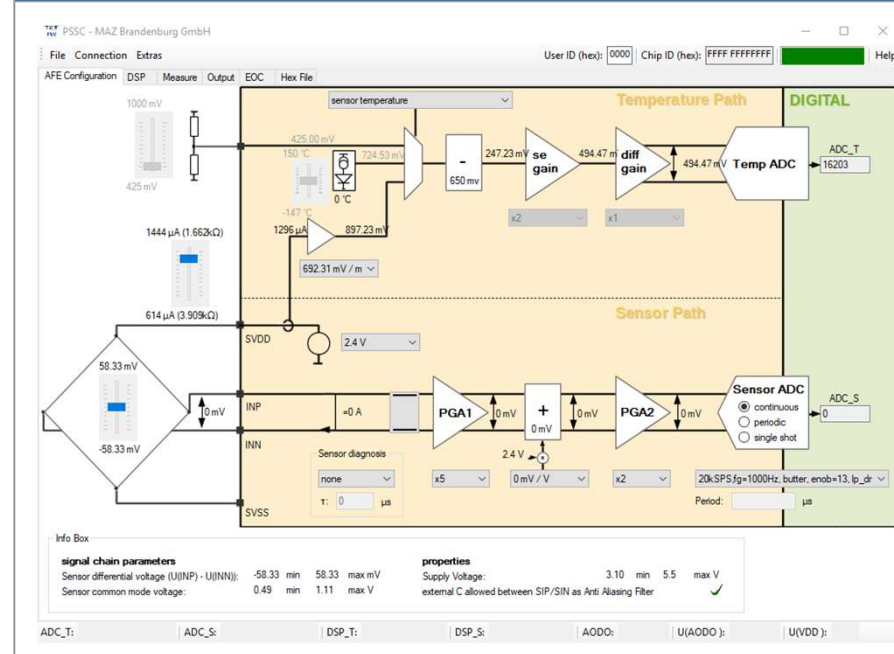 PSSC - MAZ Brandenburg GmbH
File Connection Extras
User ID (hex): 0000 Chip ID (hex): FFFF FFFFFFFF Help
AFE Configuration DSP Measure Output EOC Hex File
1000 mV
425 mV
sensor temperature
Temperature Path
DIGITAL
425.00 mV
150 °C
724.53 mV
0 °C
-147 °C
-
650 mv
247.23 mV
se gain
494.47 m
diff gain
494.47 mV
Temp ADC
ADC_T
16203
x2
x1
1296 µA
897.23 mV
692.31 mV / m
1444 µA (1.662kΩ)
614 µA (3.909kΩ)
Sensor Path
SVDD
2.4 V
58.33 mV
-58.33 mV
0 mV
INP
INN
SVSS
=0 A
PGA1
0 mV
+
0 mV
0 mV
PGA2
0 mV
Sensor ADC
continuous
periodic
single shot
ADC_S
0
Sensor diagnosis
none
τ: 0 µs
x5
2.4 V
x
0 mV / V
x2
20kSPS,fg=1000Hz, butter, enob=13, lp_dr
Period: µs
Info Box
signal chain parameters
Sensor differential voltage (U(INP) - U(INN)): -58.33 min 58.33 max mV
Sensor common mode voltage: 0.49 min 1.11 max V
properties
Supply Voltage: 3.10 min 5.5 max V
external C allowed between SIP/SIN as Anti Aliasing Filter
ADC_T: ADC_S: DSP_T: DSP_S: AODO: U(AODO ): U(VDD ):